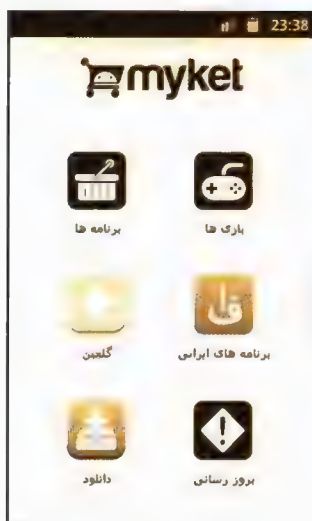 23:38
myket
بازی ها
برنامه ها
برنامه های ایرانی
گلچین
بروز رسانی
دانلود